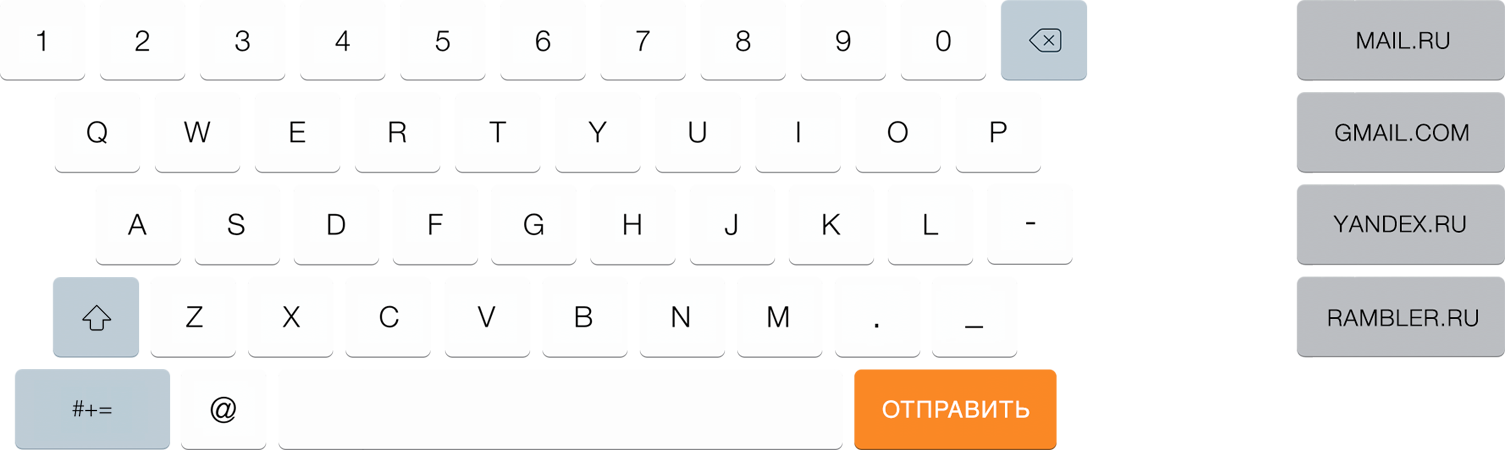 1 2 3 4 5 6 7 8 9 0 MAIL.RU
Q W E R T Y U I O P GMAIL.COM
A S D F G H J K L - YANDEX.RU
Z X C V B N M . _ RAMBLER.RU
#+= @ ОТПРАВИТЬ